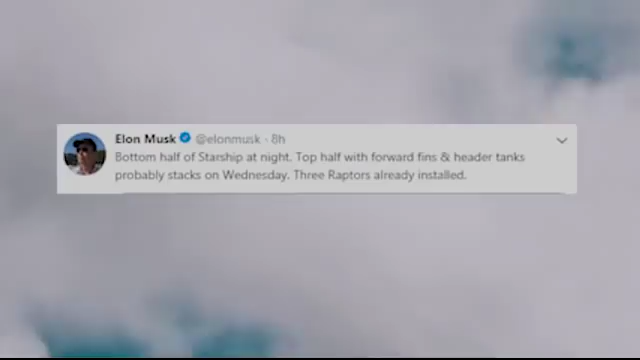 Elon Musk @elonmusk · 8h
Bottom half of Starship at night. Top half with forward fins & header tanks
probably stacks on Wednesday. Three Raptors already installed.